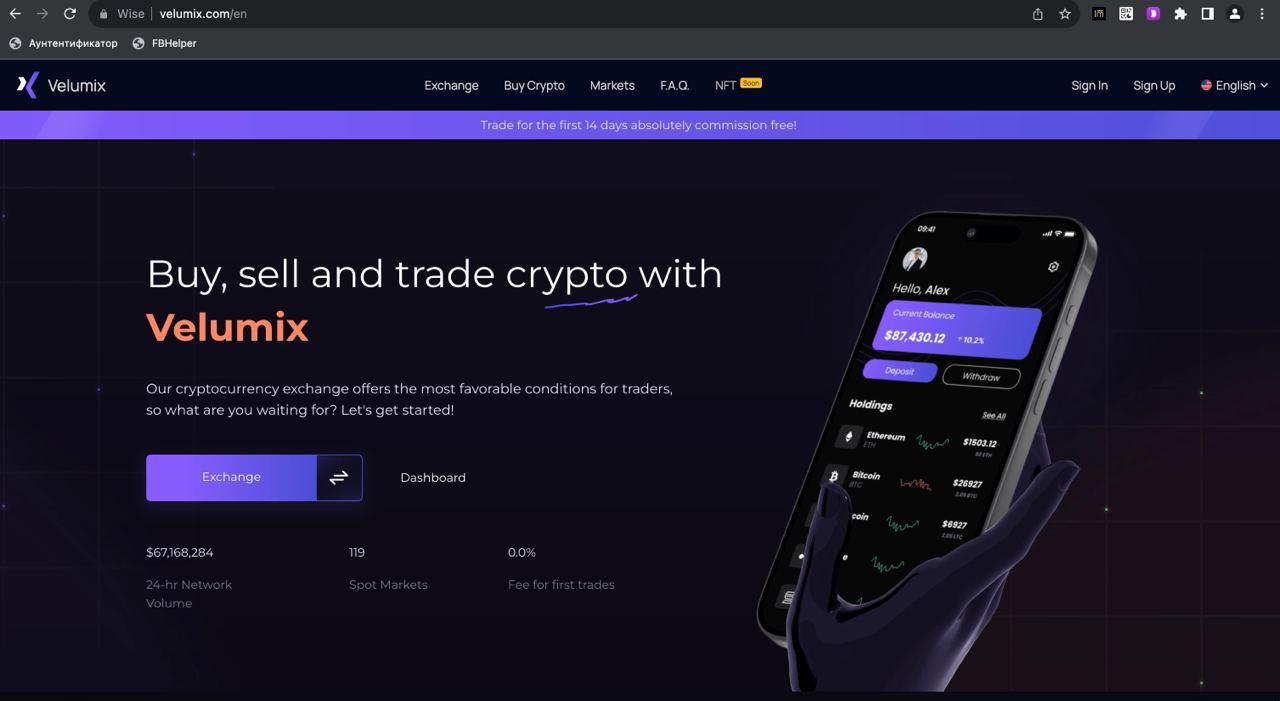 Wise velumix.com/en
Аунтентификатор FBHelper
Velumix Exchange Buy Crypto Markets F.A.Q. NFT Soon Sign In Sign Up English
Trade for the first 14 days absolutely commission free!
Buy, sell and trade crypto with
Velumix
Our cryptocurrency exchange offers the most favorable conditions for traders,
so what are you waiting for? Let's get started!
Exchange Dashboard
$67,168,284 119 0.0%
24-hr Network Spot Markets Fee for first trades
Volume
09:41
Hello, Alex
Current Balance
$87,430.12 ↑10.2%
Deposit Withdraw
Holdings See All
Ethereum $1503.12
ETH 50 ETH
Bitcoin $26927
BTC 2.05 BTC
coin $6927
2.05 LTC
e